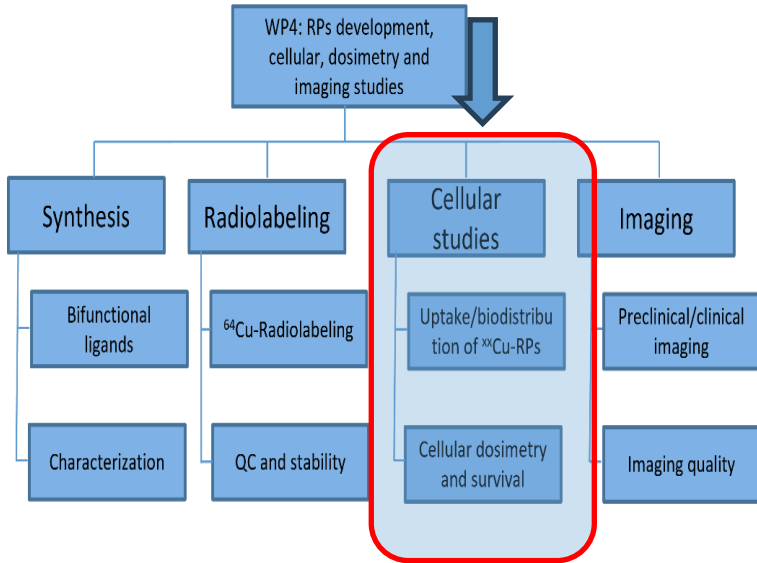 WP4: RPs development,
cellular, dosimetry and
imaging studies
Synthesis
Radiolabeling
Cellular
studies
Imaging
Bifunctional
ligands
⁶⁴Cu-Radiolabeling
Uptake/biodistribu
tion of ˣˣCu-RPs
Preclinical/clinical
imaging
Characterization
QC and stability
Cellular dosimetry
and survival
Imaging quality